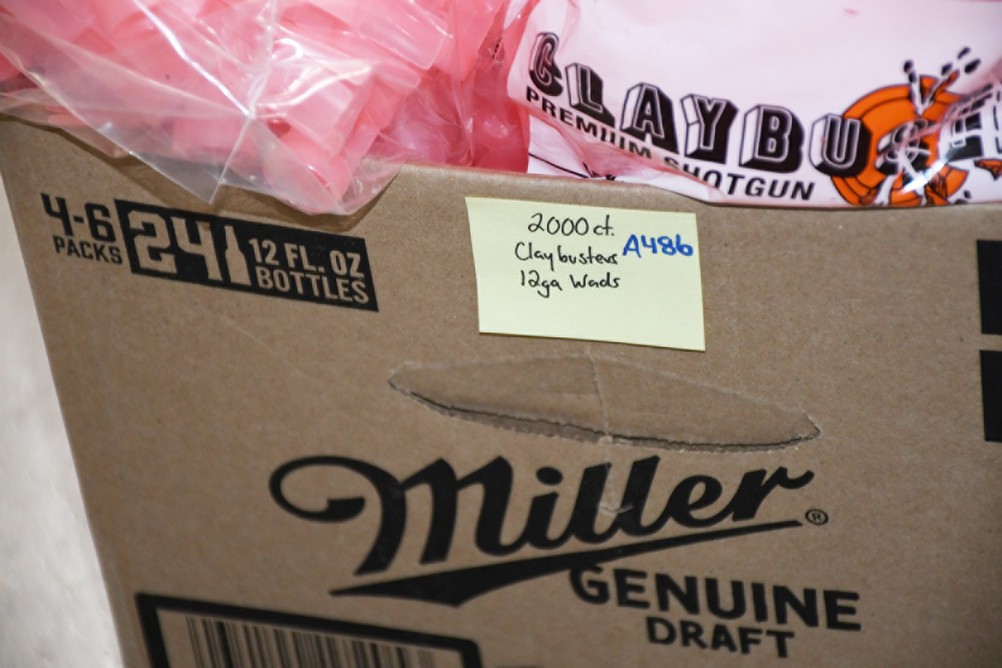 CLAYBUST
PREMIUM SHOTGUN
4-6
PACKS
24
12 FL. OZ
BOTTLES
2000 ct.
Claybusters A486
12ga Wads
Miller®
GENUINE
DRAFT